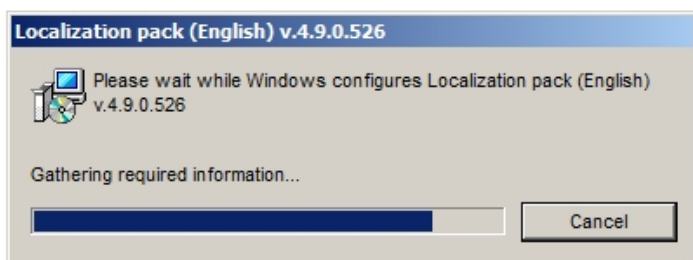 Localization pack (English) v.4.9.0.526
Please wait while Windows configures Localization pack (English)
v.4.9.0.526
Gathering required information...
Cancel